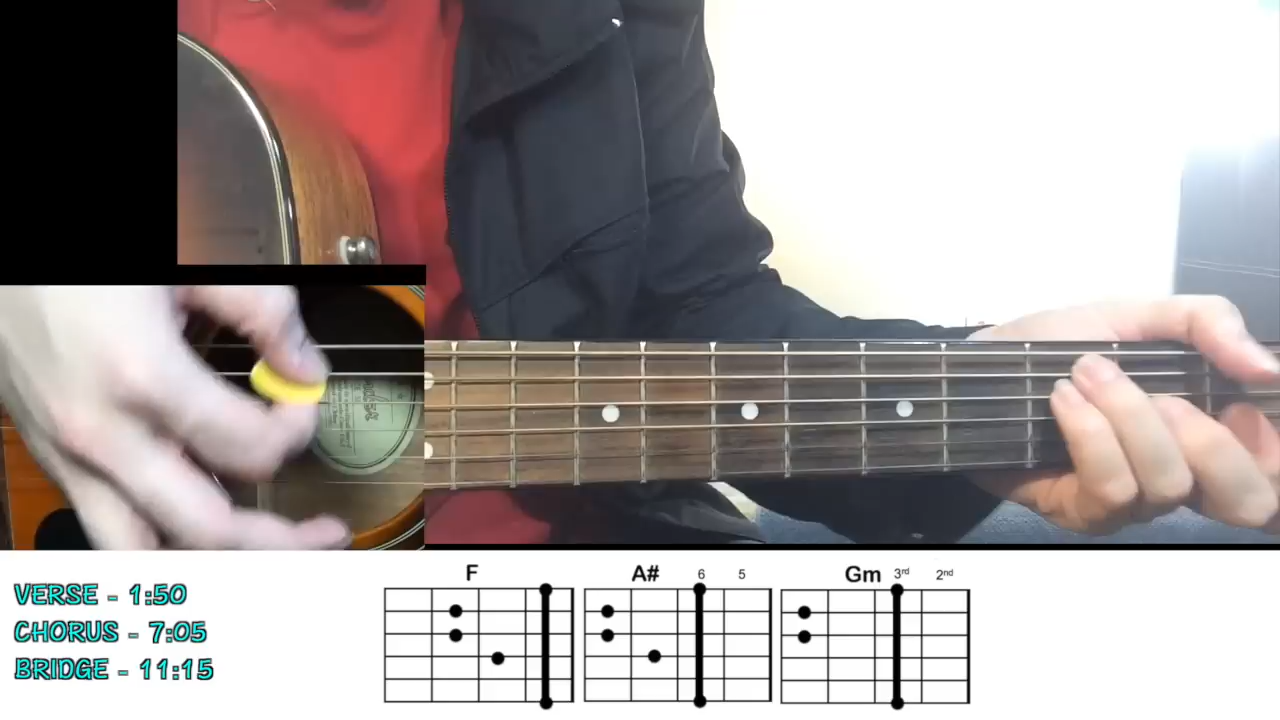 VERSE - 1:50
CHORUS - 7:05
BRIDGE - 11:15
F
A# 6 5
Gm 3rd 2nd